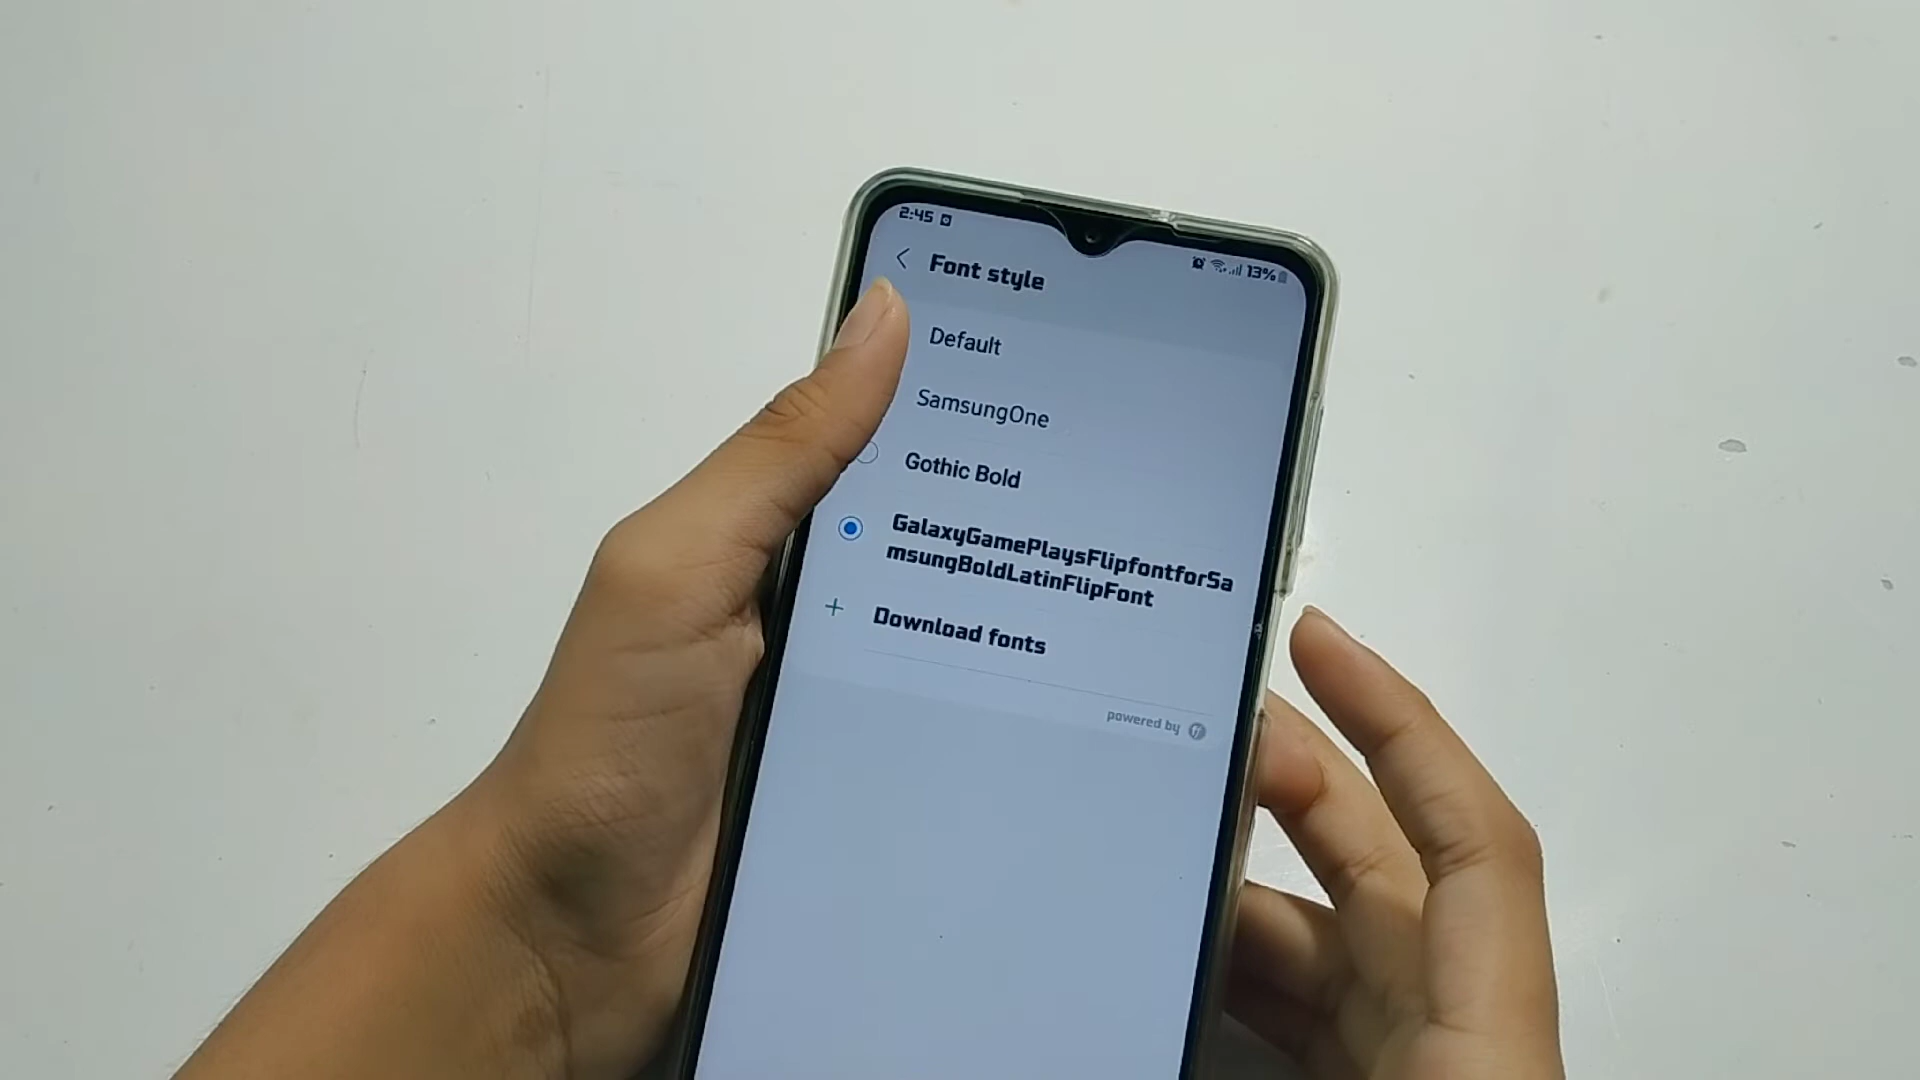 2:45
13%
Font style
Default
SamsungOne
Gothic Bold
GalaxyGamePlaysFlipfontforSa
msungBoldLatinFlipFont
Download fonts
powered by